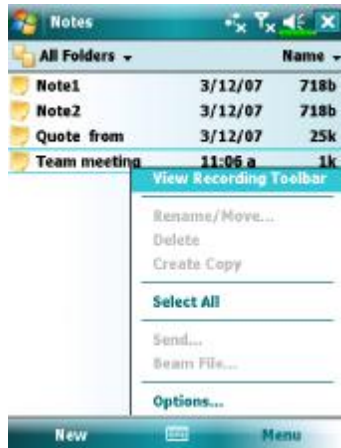 Notes
All Folders Name
Note1 3/12/07 718b
Note2 3/12/07 718b
Quote from 3/12/07 25k
Team meeting 11:06 a 1k
View Recording Toolbar
Rename/Move...
Delete
Create Copy
Select All
Send...
Beam File...
Options...
New Menu